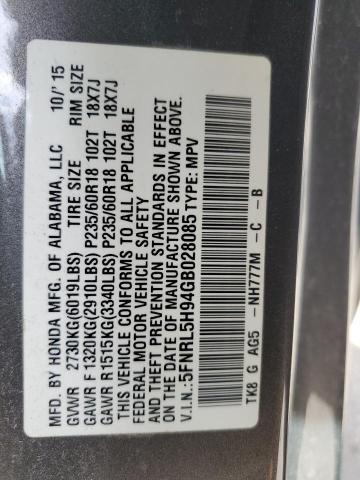 MFD. BY HONDA MFG. OF ALABAMA, LLC 10/'15
GVWR 2730KG(6019LBS) TIRE SIZE RIM SIZE
GAWR F 1320KG(2910LBS) P235/60R18 102T 18X7J
GAWR R1515KG(3340LBS) P235/60R18 102T 18X7J
THIS VEHICLE CONFORMS TO ALL APPLICABLE
FEDERAL MOTOR VEHICLE SAFETY
AND THEFT PREVENTION STANDARDS IN EFFECT
ON THE DATE OF MANUFACTURE SHOWN ABOVE.
V.I.N.:5FNRL5H94GB028085 TYPE: MPV
TK8 G AG5 -NH777M -C -B